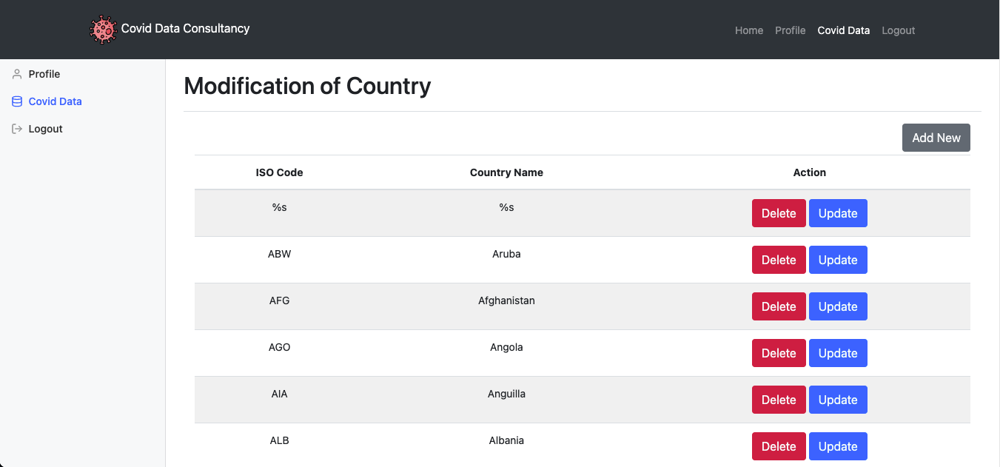 Covid Data Consultancy
Home Profile Covid Data Logout
Profile
Covid Data
Logout
Modification of Country
Add New
ISO Code Country Name Action
%s %s Delete Update
ABW Aruba Delete Update
AFG Afghanistan Delete Update
AGO Angola Delete Update
AIA Anguilla Delete Update
ALB Albania Delete Update